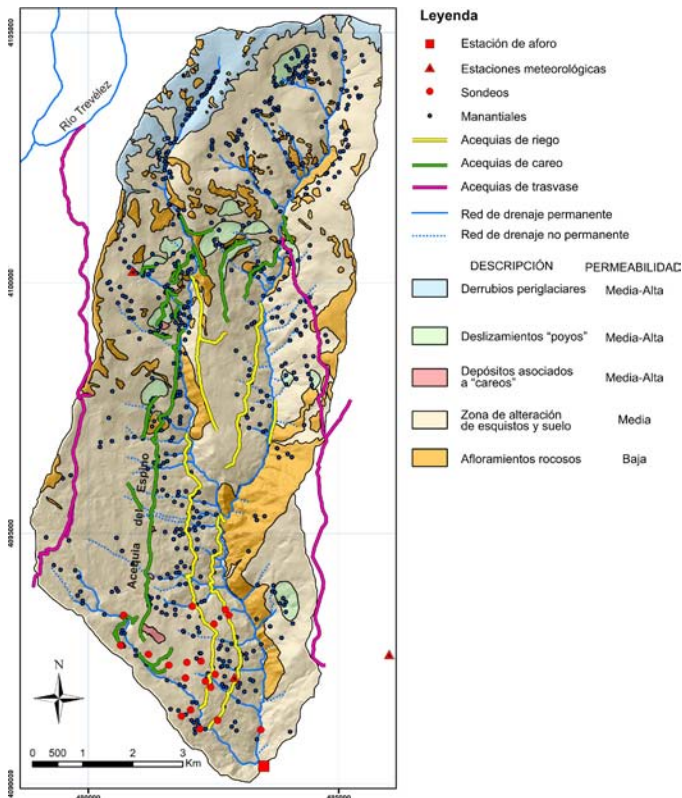 Leyenda
Estación de aforo
Estaciones meteorológicas
Sondeos
Manantiales
Acequias de riego
Acequias de careo
Acequias de trasvase
Red de drenaje permanente
Red de drenaje no permanente
DESCRIPCIÓN PERMEABILIDAD
Derrubios periglaciares Media-Alta
Deslizamientos "poyos" Media-Alta
Depósitos asociados
a "careos" Media-Alta
Zona de alteración
de esquistos y suelo Media
Afloramientos rocosos Baja
Río Trevélez
Acequia del Espino
N
0 500 1 2 3
Km
4100000